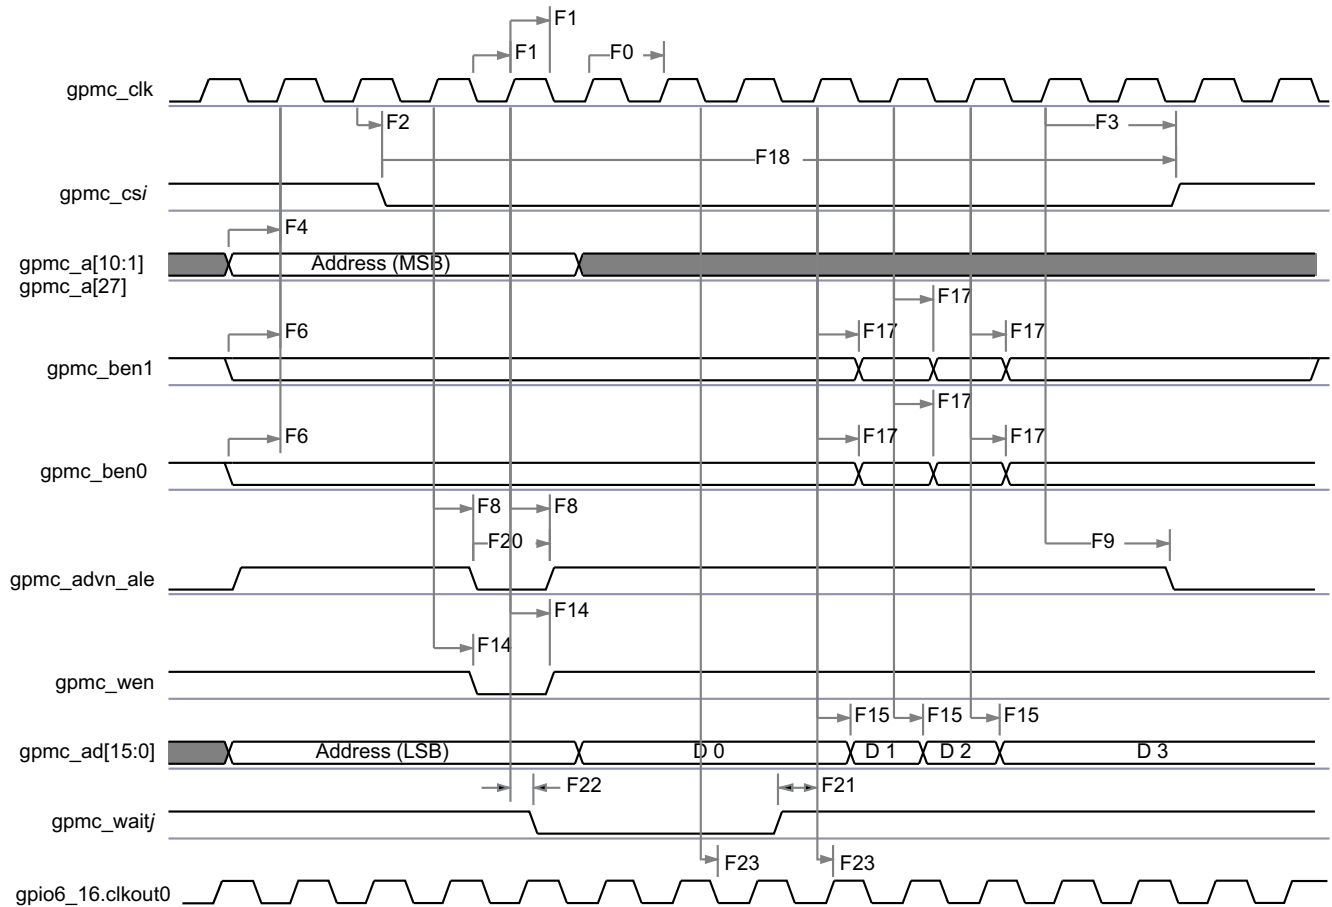 F1
F1 F0
gpmc_clk
F2 F3
F18
gpmc_csi
F4
gpmc_a[10:1] Address (MSB)
gpmc_a[27]
F17
F6 F17 F17
gpmc_ben1
F17
F6 F17 F17
gpmc_ben0
F8 F8
F20 F9
gpmc_advn_ale
F14
F14
gpmc_wen
F15 F15 F15
gpmc_ad[15:0] Address (LSB) D 0 D 1 D 2 D 3
F22 F21
gpmc_waitj
F23 F23
gpio6_16.clkout0